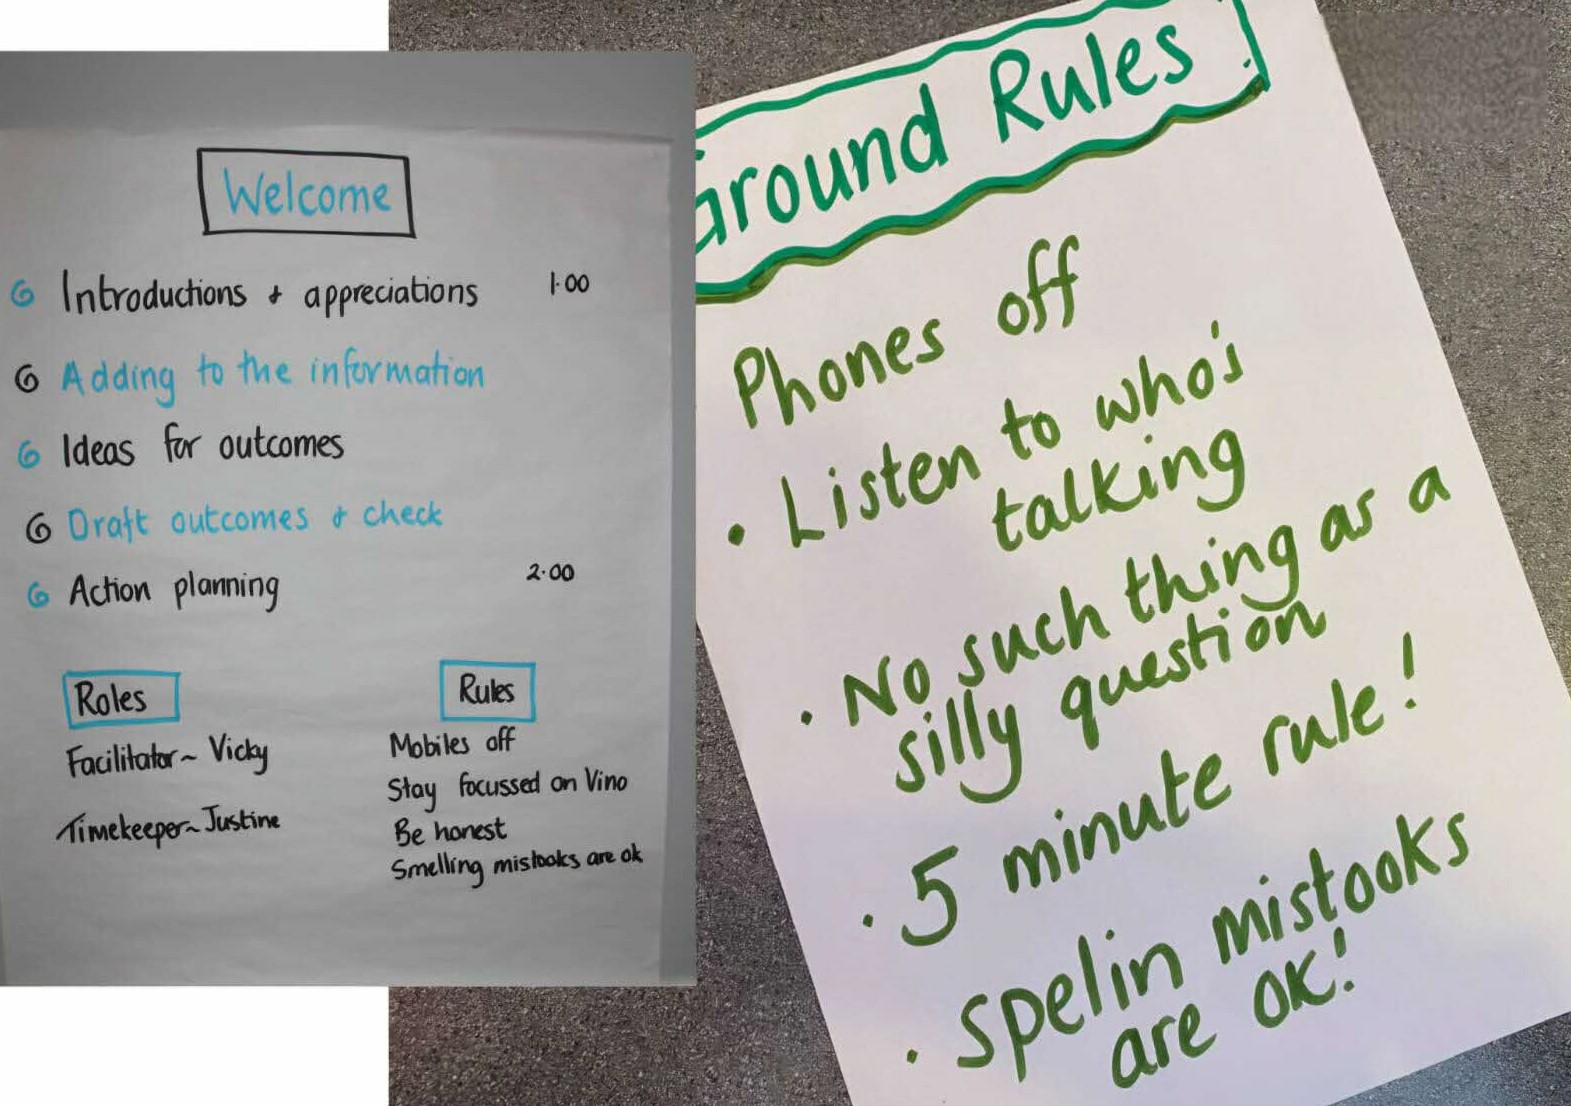 Welcome
Introductions + appreciations 1.00
Adding to the information
Ideas for outcomes
Draft outcomes + check
Action planning 2.00
Roles
Facilitator ~ Vicky
Timekeeper ~ Justine
Rules
Mobiles off
Stay focussed on Vino
Be honest
Smelling mistooks are ok
Ground Rules
Phones off
• Listen to who's
talking
• No such thing as a
silly question
• 5 minute rule!
• spelin mistooks
are OK!